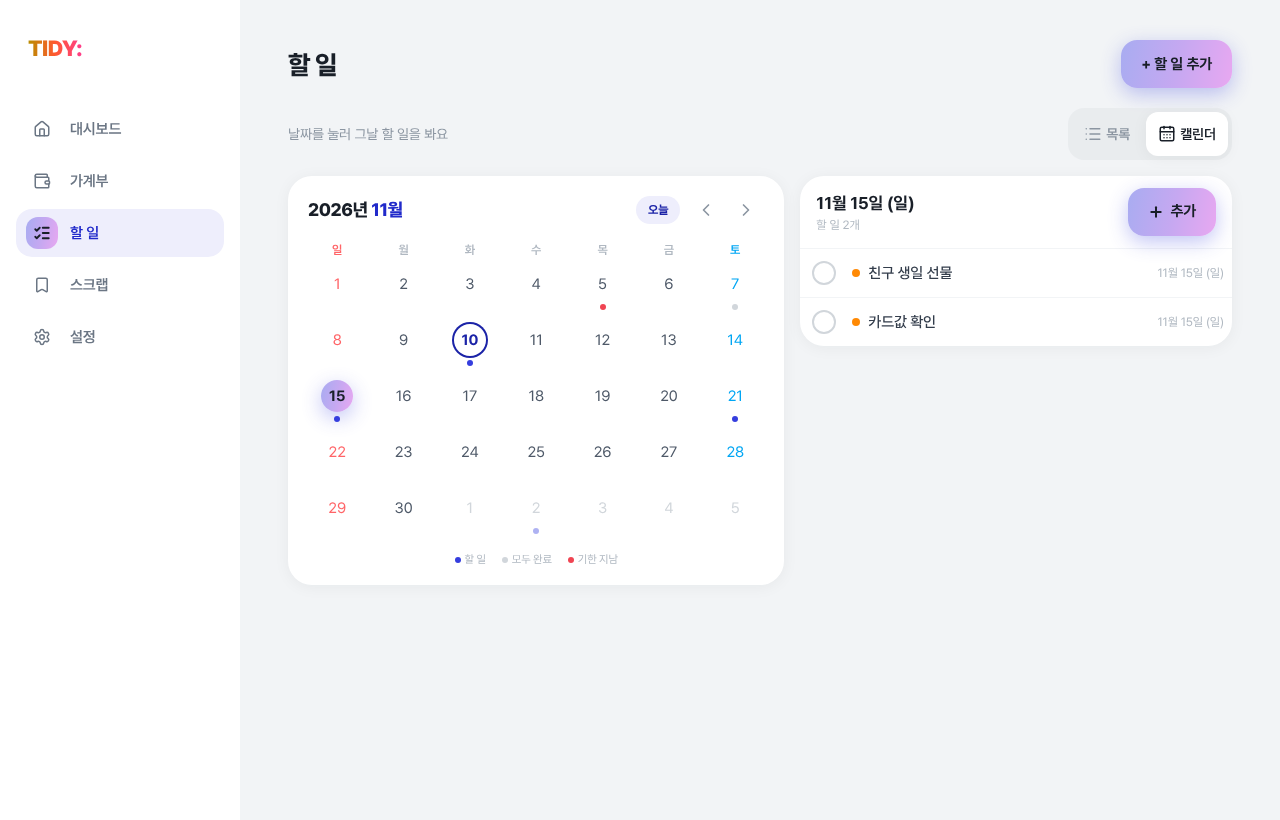 TIDY:
대시보드
가계부
할 일
스크랩
설정
할 일
+ 할 일 추가
날짜를 눌러 그날 할 일을 봐요
목록
캘린더
2026년 11월
오늘
일 월 화 수 목 금 토
1 2 3 4 5 6 7
8 9 10 11 12 13 14
15 16 17 18 19 20 21
22 23 24 25 26 27 28
29 30 1 2 3 4 5
할 일 모두 완료 기한 지남
11월 15일 (일)
할 일 2개
+ 추가
친구 생일 선물 11월 15일 (일)
카드값 확인 11월 15일 (일)